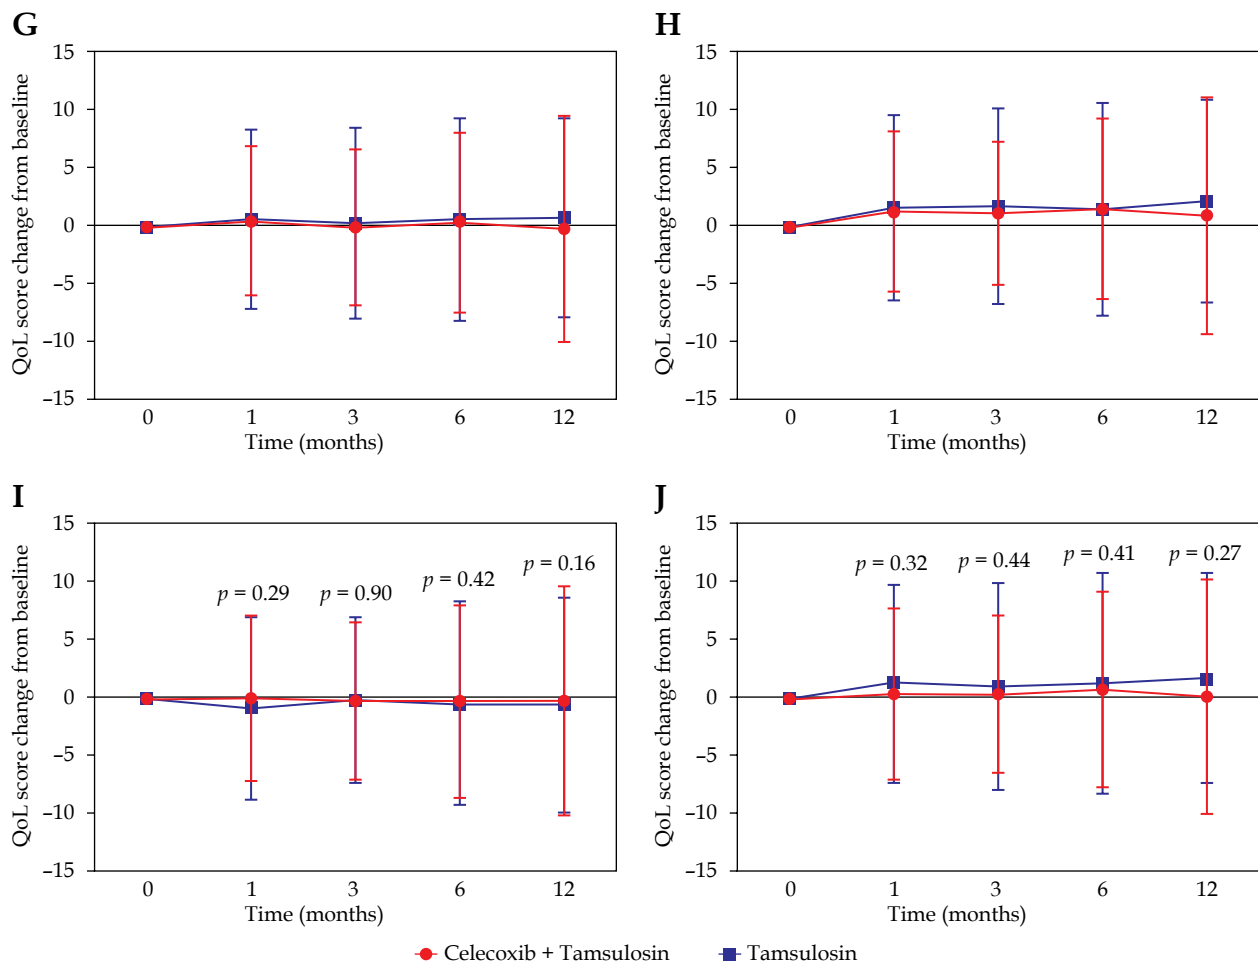 G
QoL score change from baseline
15
10
5
0
–5
–10
–15
0 1 3 6 12
Time (months)
H
QoL score change from baseline
15
10
5
0
–5
–10
–15
0 1 3 6 12
Time (months)
I
QoL score change from baseline
15
10
5
0
–5
–10
–15
p = 0.29 p = 0.90 p = 0.42 p = 0.16
0 1 3 6 12
Time (months)
J
QoL score change from baseline
15
10
5
0
–5
–10
–15
p = 0.32 p = 0.44 p = 0.41 p = 0.27
0 1 3 6 12
Time (months)
Celecoxib + Tamsulosin Tamsulosin